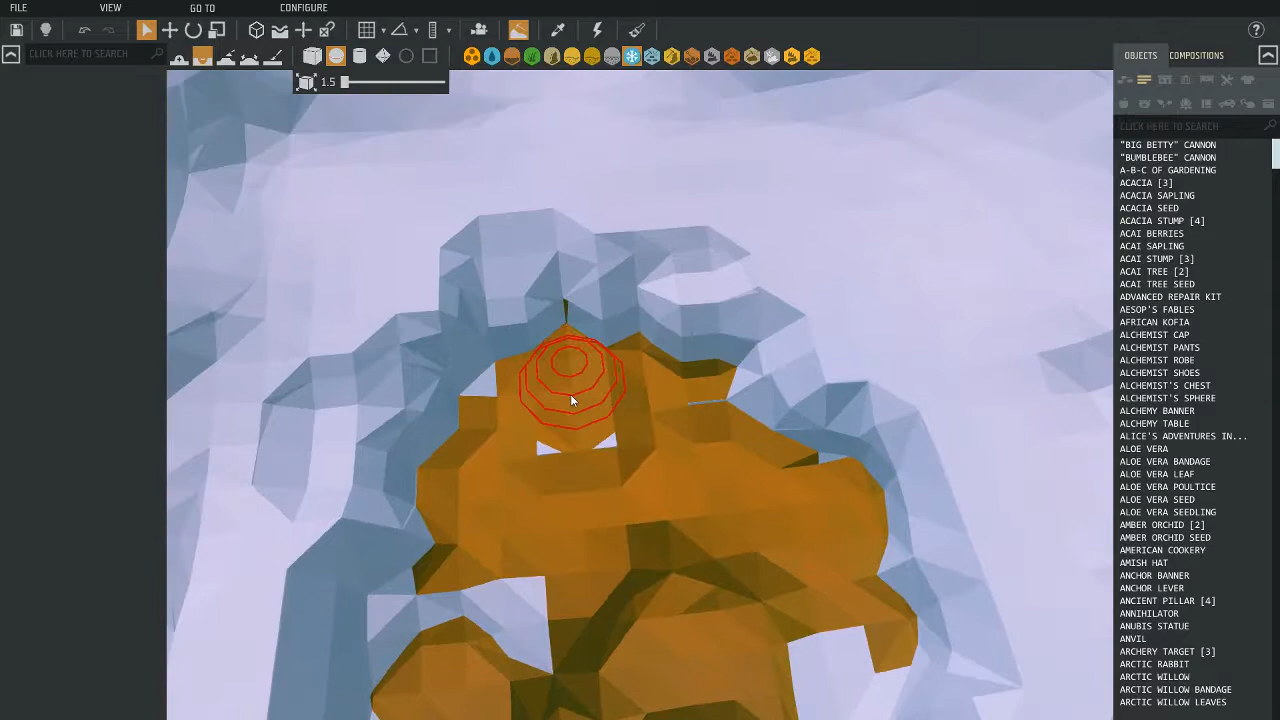 FILE VIEW GO TO CONFIGURE
CLICK HERE TO SEARCH
1.5
OBJECTS COMPOSITIONS
CLICK HERE TO SEARCH
"BIG BETTY" CANNON
"BUMBLEBEE" CANNON
A-B-C OF GARDENING
ACACIA [3]
ACACIA SAPLING
ACACIA SEED
ACACIA STUMP [4]
ACAI BERRIES
ACAI SAPLING
ACAI STUMP [3]
ACAI TREE [2]
ACAI TREE SEED
ADVANCED REPAIR KIT
AESOP'S FABLES
AFRICAN KOFIA
ALCHEMIST CAP
ALCHEMIST PANTS
ALCHEMIST ROBE
ALCHEMIST SHOES
ALCHEMIST'S CHEST
ALCHEMIST'S SPHERE
ALCHEMY BANNER
ALCHEMY TABLE
ALICE'S ADVENTURES IN...
ALOE VERA
ALOE VERA BANDAGE
ALOE VERA LEAF
ALOE VERA POULTICE
ALOE VERA SEED
ALOE VERA SEEDLING
AMBER ORCHID [2]
AMBER ORCHID SEED
AMERICAN COOKERY
AMISH HAT
ANCHOR BANNER
ANCHOR LEVER
ANCIENT PILLAR [4]
ANNIHILATOR
ANUBIS STATUE
ANVIL
ARCHERY TARGET [3]
ARCTIC RABBIT
ARCTIC WILLOW
ARCTIC WILLOW BANDAGE
ARCTIC WILLOW LEAVES